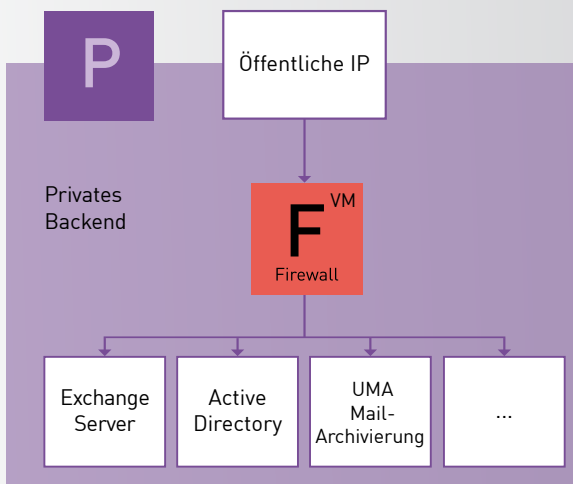 P
Öffentliche IP
Privates
Backend
VM
F
Firewall
Exchange
Server
Active
Directory
UMA
Mail-
Archivierung
...